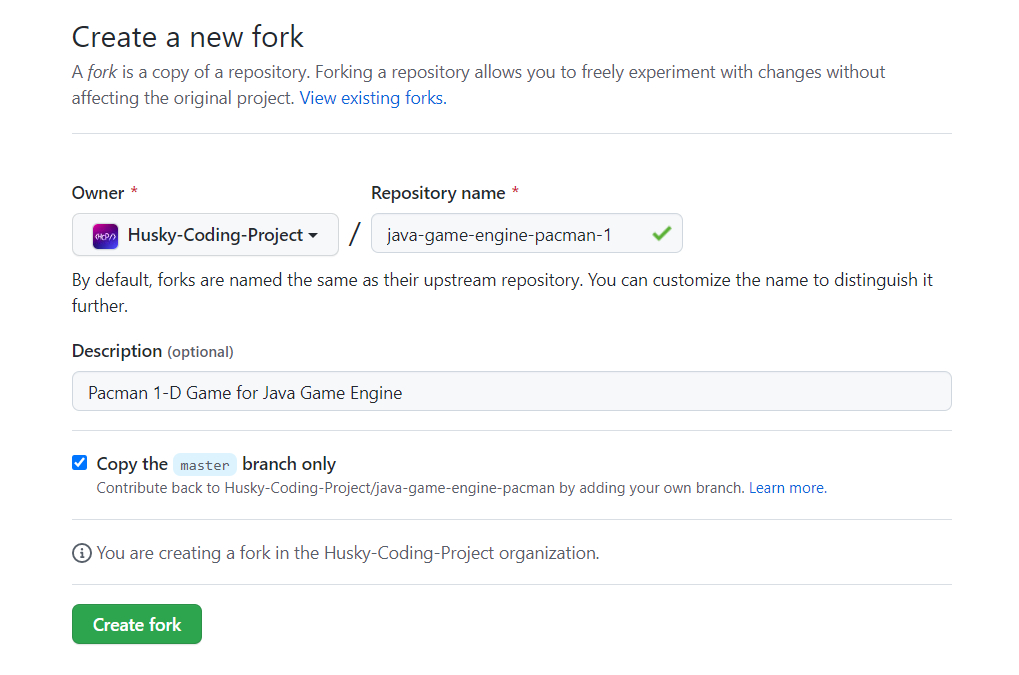 Create a new fork
A fork is a copy of a repository. Forking a repository allows you to freely experiment with changes without
affecting the original project. View existing forks.
Owner *
Repository name *
Husky-Coding-Project
/
java-game-engine-pacman-1
By default, forks are named the same as their upstream repository. You can customize the name to distinguish it
further.
Description (optional)
Pacman 1-D Game for Java Game Engine
Copy the master branch only
Contribute back to Husky-Coding-Project/java-game-engine-pacman by adding your own branch. Learn more.
You are creating a fork in the Husky-Coding-Project organization.
Create fork